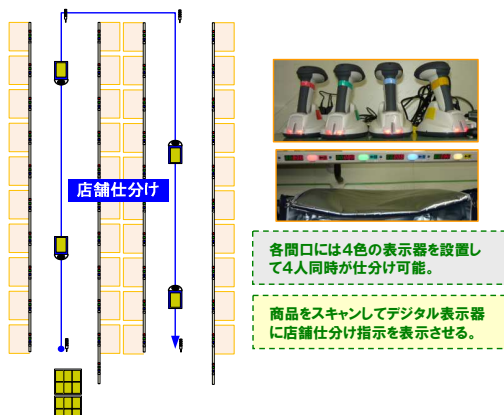 店舗仕分け
各間口には4色の表示器を設置し
て4人同時が仕分け可能。
商品をスキャンしてデジタル表示器
に店舗仕分け指示を表示させる。